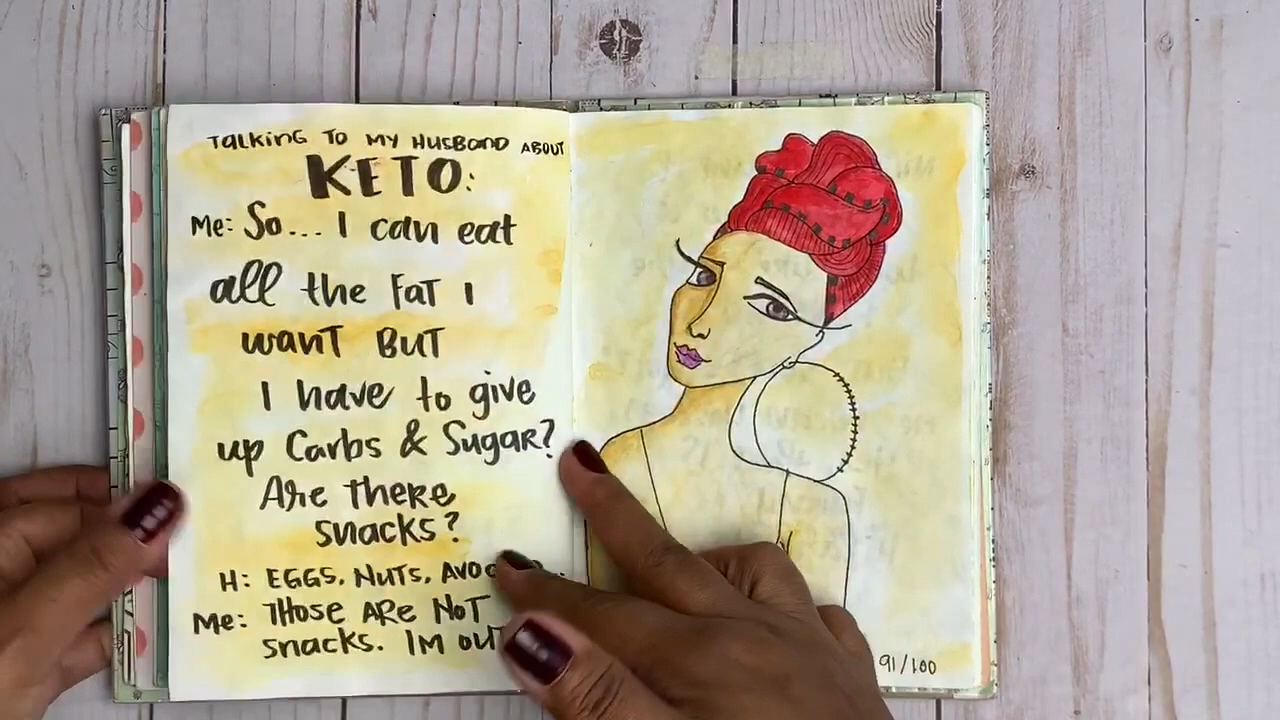 TALKING TO MY HUSBAND ABOUT
KETO:
Me: So... I can eat
all the FaT I
wanT BuT
I have to give
up Carbs & Sugar?
Are There
snacks?
H: EGGS, NUTS,
Me: THOSE ARe NoT
snacks. IM
91/100